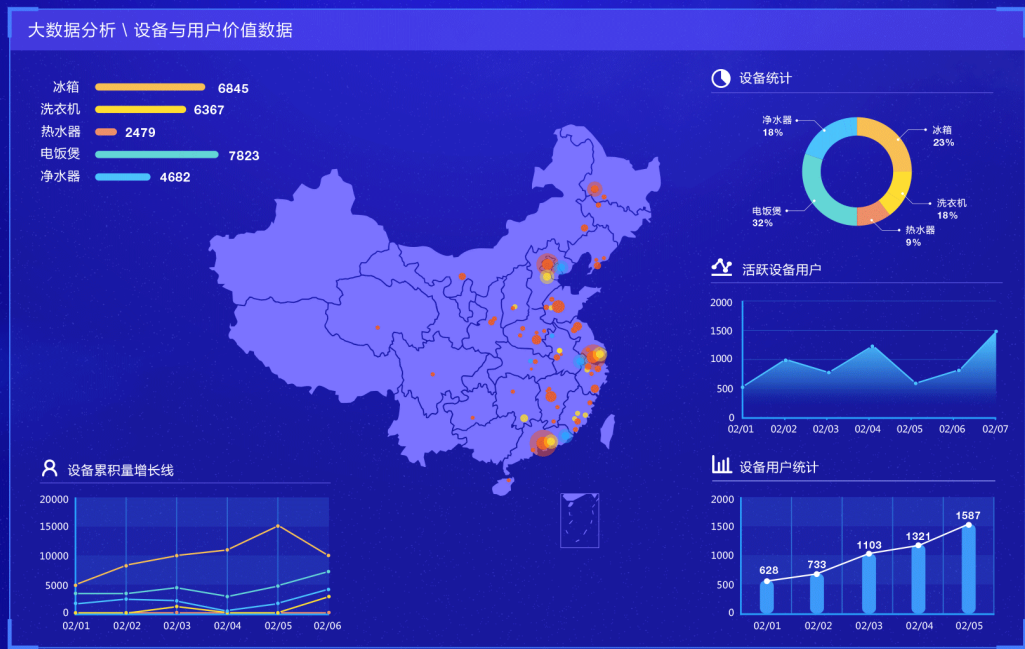 大数据分析 \ 设备与用户价值数据
冰箱 6845
洗衣机 6367
热水器 2479
电饭煲 7823
净水器 4682
设备统计
净水器
18%
冰箱
23%
电饭煲
32%
洗衣机
18%
热水器
9%
活跃设备用户
2000
1500
1000
500
0
02/01 02/02 02/03 02/04 02/05 02/06 02/07
设备累积量增长线
20000
15000
10000
5000
0
02/01 02/02 02/03 02/04 02/05 02/06
设备用户统计
2000
1500
1000
500
0
628 733 1103 1321 1587
02/01 02/02 02/03 02/04 02/05